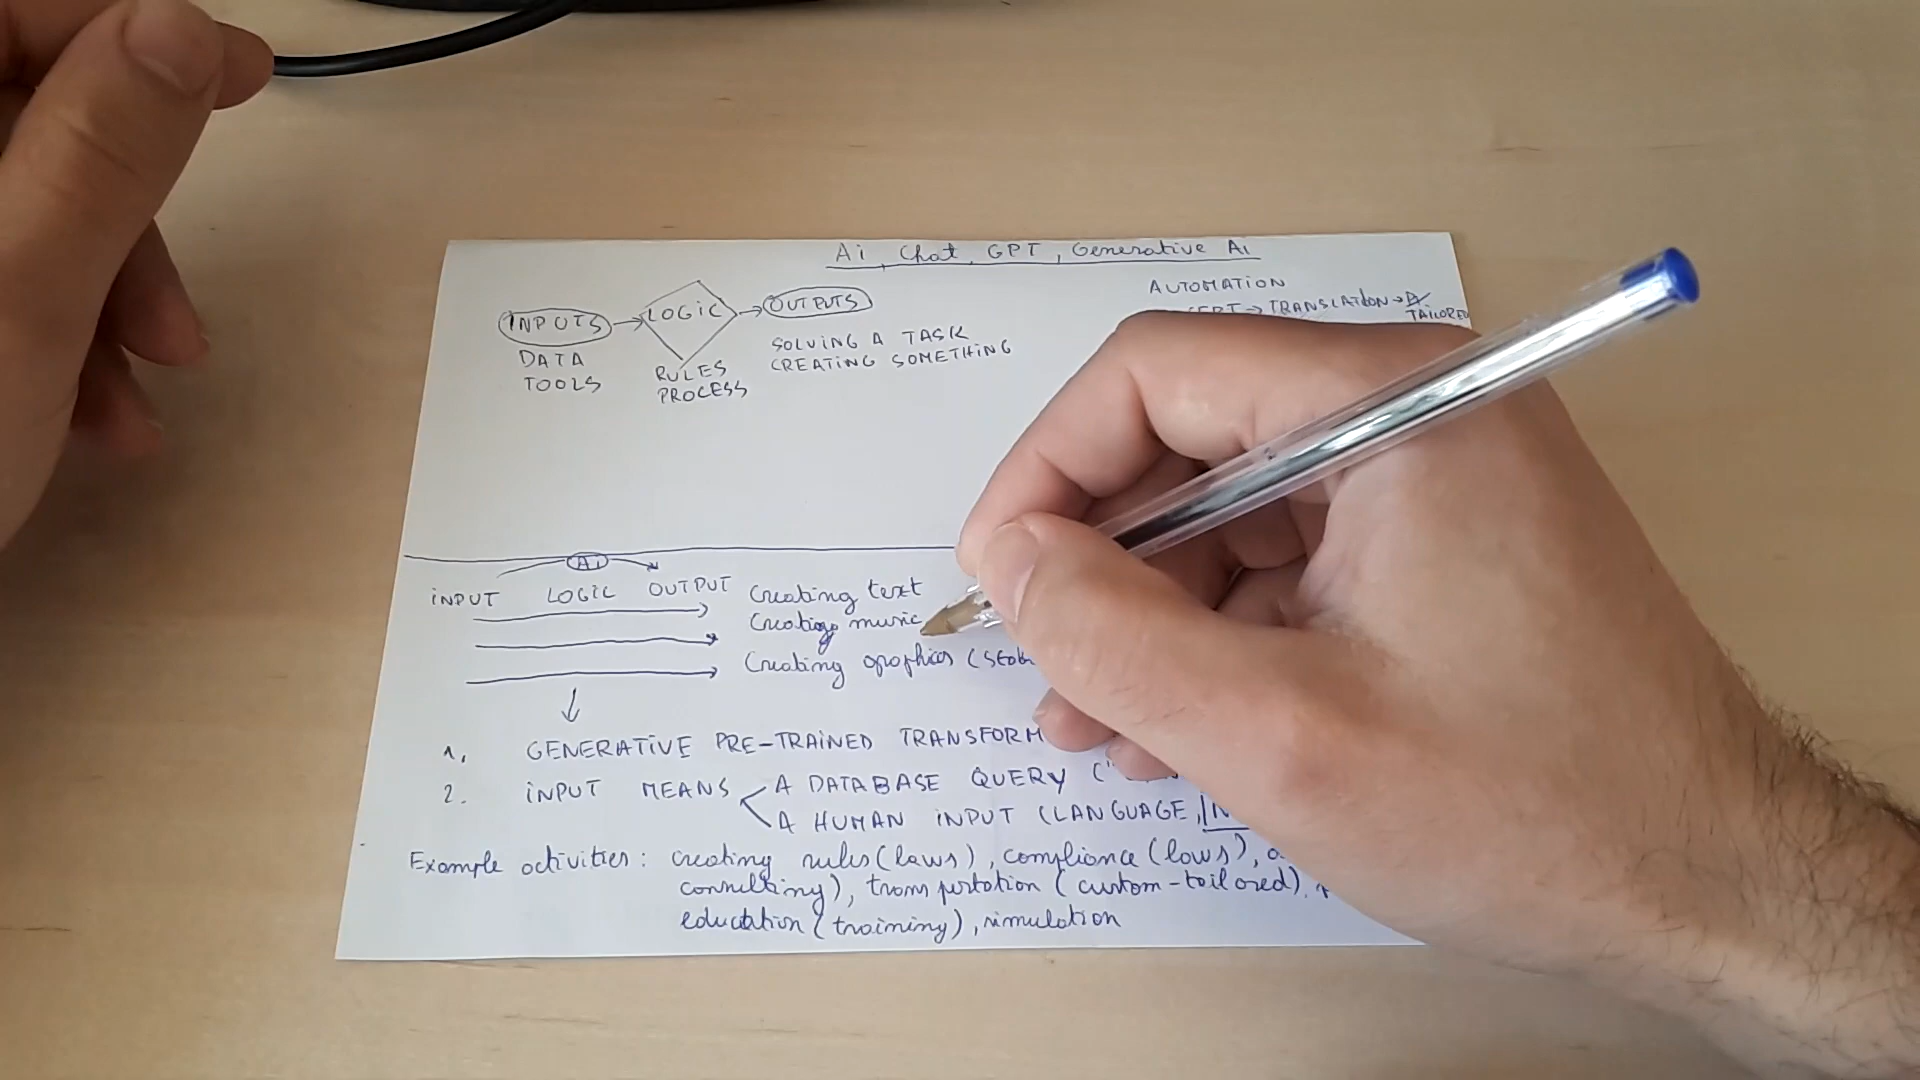 Ai, Chat, GPT, Generative Ai
INPUTS → LOGIC → OUTPUTS
DATA
TOOLS
RULES
PROCESS
SOLVING A TASK
CREATING SOMETHING
AUTOMATION
→ TRANSLATION →
TAILORED
Ai
INPUT LOGIC OUTPUT
Creating text
Creating music
Creating graphics (
1. GENERATIVE PRE-TRAINED TRANSFORM
2. INPUT MEANS A DATABASE QUERY ("
A HUMAN INPUT (LANGUAGE,
Example activities: creating rules (laws), compliance (laws),
consulting), transportation (custom-tailored),
education (training), simulation